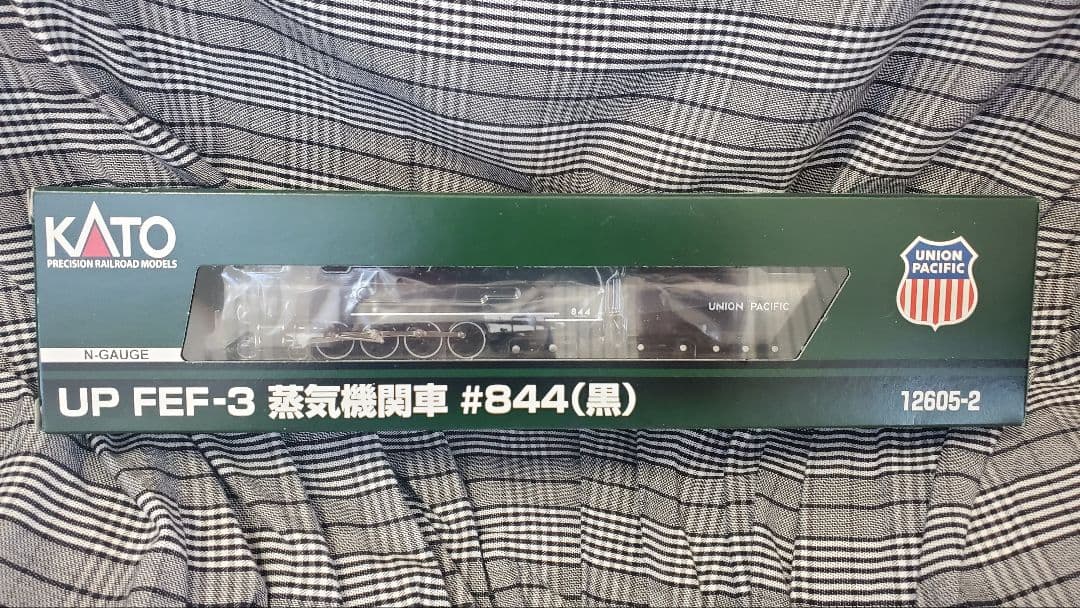 KATO
PRECISION RAILROAD MODELS
UNION
PACIFIC
844
UNION PACIFIC
N-GAUGE
UP FEF-3 蒸気機関車 #844(黒)
12605-2